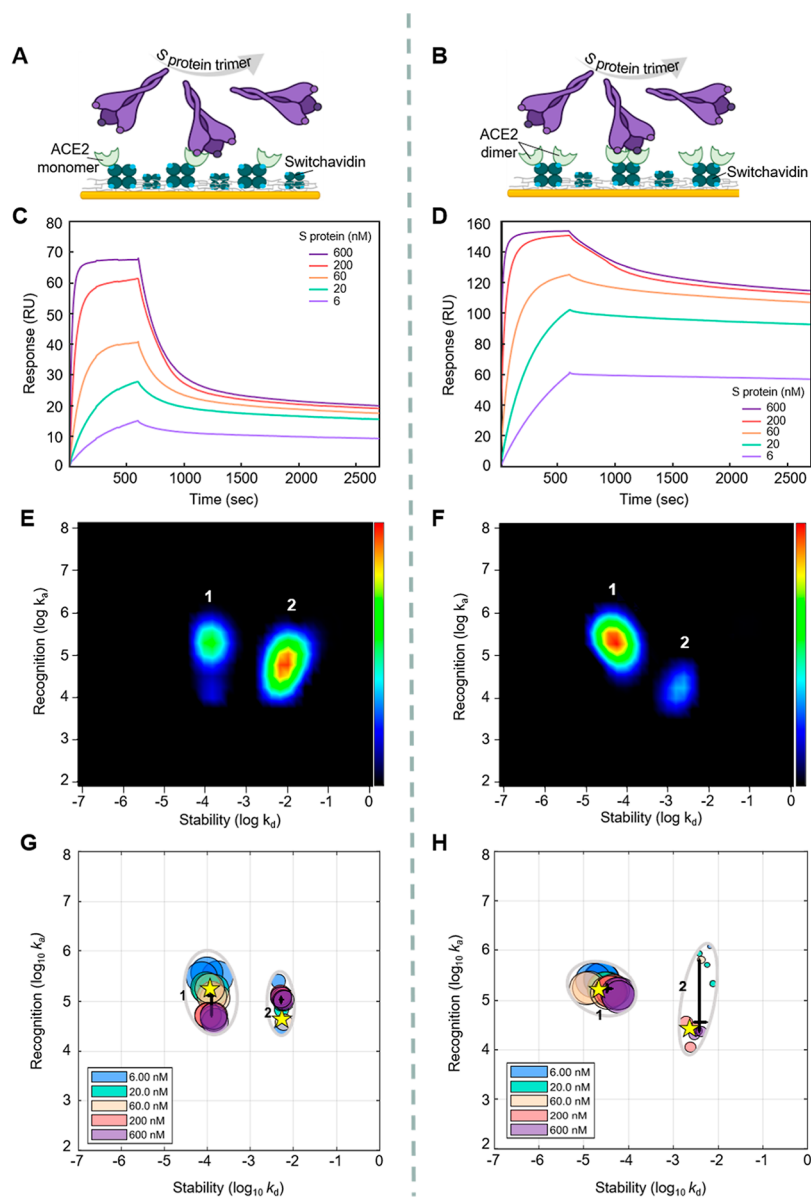 A
S protein trimer
ACE2
monomer
Switchavidin
B
S protein trimer
ACE2
dimer
Switchavidin
C
80
70
60
50
40
30
20
10
0
Response (RU)
S protein (nM)
600
200
60
20
6
500 1000 1500 2000 2500
Time (sec)
D
160
140
120
100
80
60
40
20
0
Response (RU)
S protein (nM)
600
200
60
20
6
500 1000 1500 2000 2500
Time (sec)
E
8
7
6
5
4
3
2
Recognition (log ka)
1
2
-7 -6 -5 -4 -3 -2 -1 0
Stability (log kd)
F
8
7
6
5
4
3
2
Recognition (log ka)
1
2
-7 -6 -5 -4 -3 -2 -1 0
Stability (log kd)
G
8
7
6
5
4
3
2
Recognition (log10 ka)
1
2
6.00 nM
20.0 nM
60.0 nM
200 nM
600 nM
-7 -6 -5 -4 -3 -2 -1 0
Stability (log10 kd)
H
8
7
6
5
4
3
2
Recognition (log10 ka)
1
2
6.00 nM
20.0 nM
60.0 nM
200 nM
600 nM
-7 -6 -5 -4 -3 -2 -1 0
Stability (log10 kd)